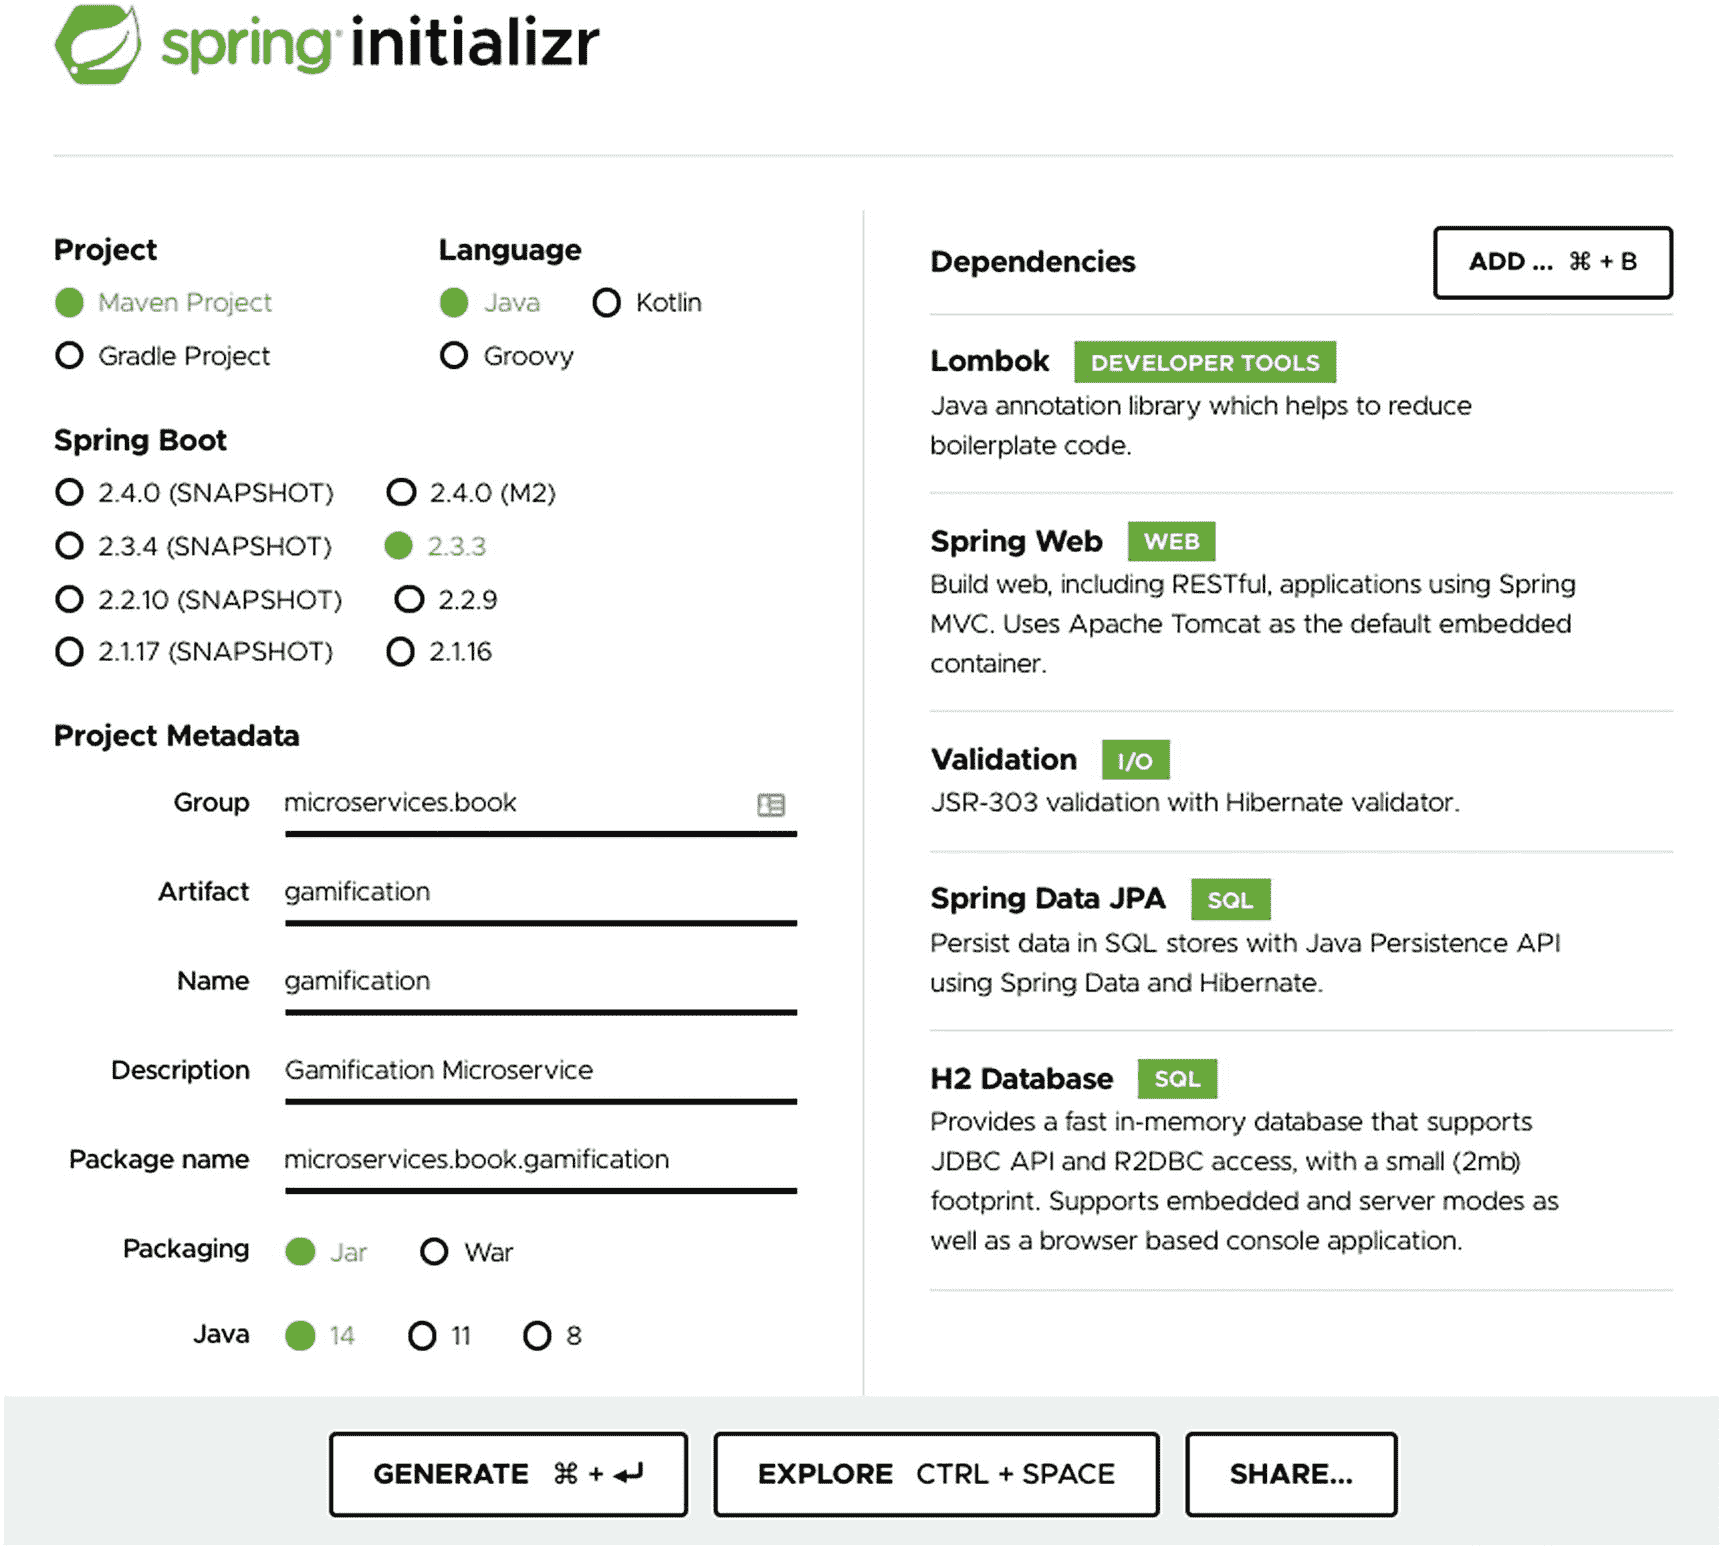 spring initializr
Project
Maven Project
Gradle Project
Language
Java Kotlin
Groovy
Spring Boot
2.4.0 (SNAPSHOT) 2.4.0 (M2)
2.3.4 (SNAPSHOT) 2.3.3
2.2.10 (SNAPSHOT) 2.2.9
2.1.17 (SNAPSHOT) 2.1.16
Project Metadata
Group microservices.book
Artifact gamification
Name gamification
Description Gamification Microservice
Package name microservices.book.gamification
Packaging Jar War
Java 14 11 8
Dependencies ADD ... ⌘ + B
Lombok DEVELOPER TOOLS
Java annotation library which helps to reduce
boilerplate code.
Spring Web WEB
Build web, including RESTful, applications using Spring
MVC. Uses Apache Tomcat as the default embedded
container.
Validation I/O
JSR-303 validation with Hibernate validator.
Spring Data JPA SQL
Persist data in SQL stores with Java Persistence API
using Spring Data and Hibernate.
H2 Database SQL
Provides a fast in-memory database that supports
JDBC API and R2DBC access, with a small (2mb)
footprint. Supports embedded and server modes as
well as a browser based console application.
GENERATE ⌘ + ↵
EXPLORE CTRL + SPACE
SHARE...